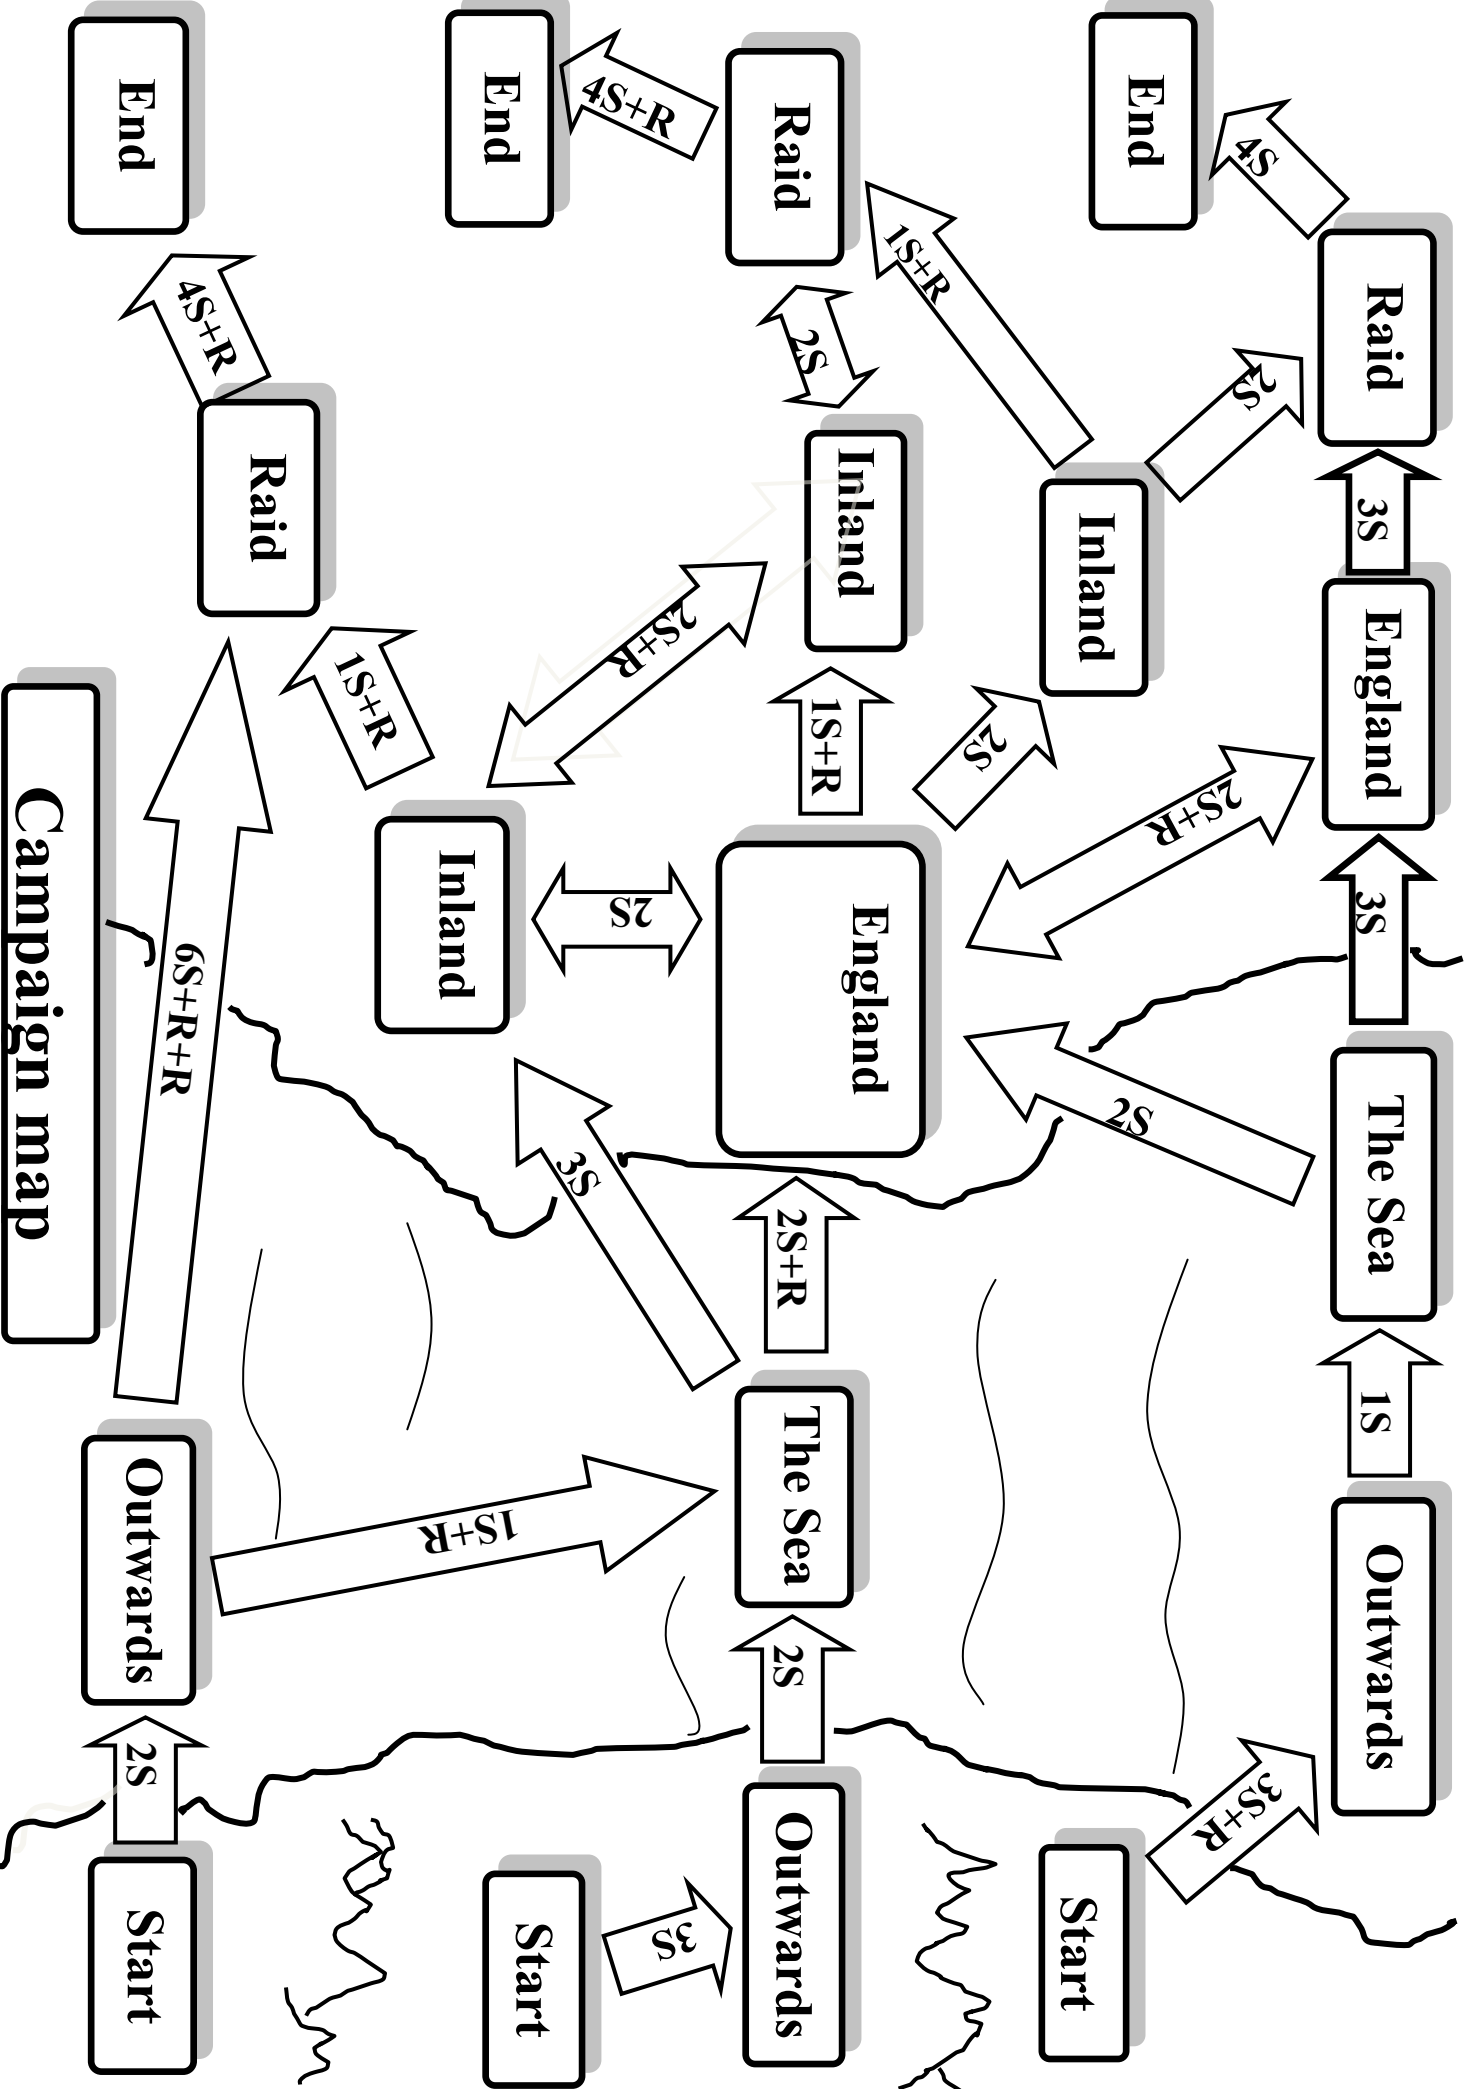 End
4S+R
Raid
1S+R
6S+R+R
Outwards
2S
Start
Campaign map
End
4S+R
Raid
2S
Inland
2S+R
Inland
2S
1S+R
England
3S
2S+R
The Sea
1S+R
2S
Outwards
3S
Start
1S+R
End
4S
Raid
2S
Inland
2S
3S
England
2S+R
3S
2S
The Sea
1S
Outwards
3S+R
Start